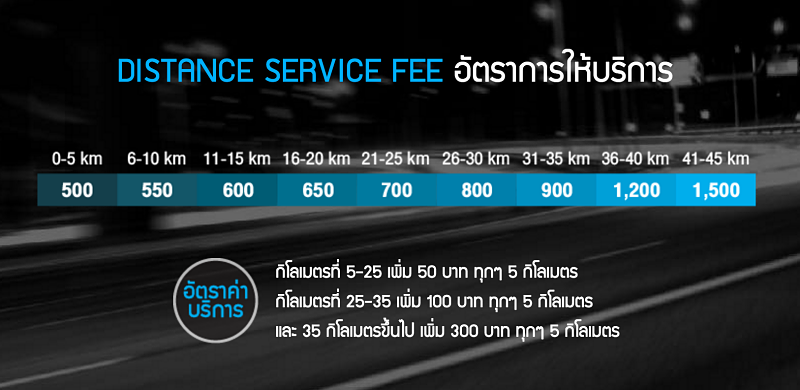 DISTANCE SERVICE FEE อัตราการให้บริการ
0-5 km 6-10 km 11-15 km 16-20 km 21-25 km 26-30 km 31-35 km 36-40 km 41-45 km
500 550 600 650 700 800 900 1,200 1,500
อัตราค่า
บริการ
กิโลเมตรที่ 5-25 เพิ่ม 50 บาท ทุกๆ 5 กิโลเมตร
กิโลเมตรที่ 25-35 เพิ่ม 100 บาท ทุกๆ 5 กิโลเมตร
และ 35 กิโลเมตรขึ้นไป เพิ่ม 300 บาท ทุกๆ 5 กิโลเมตร